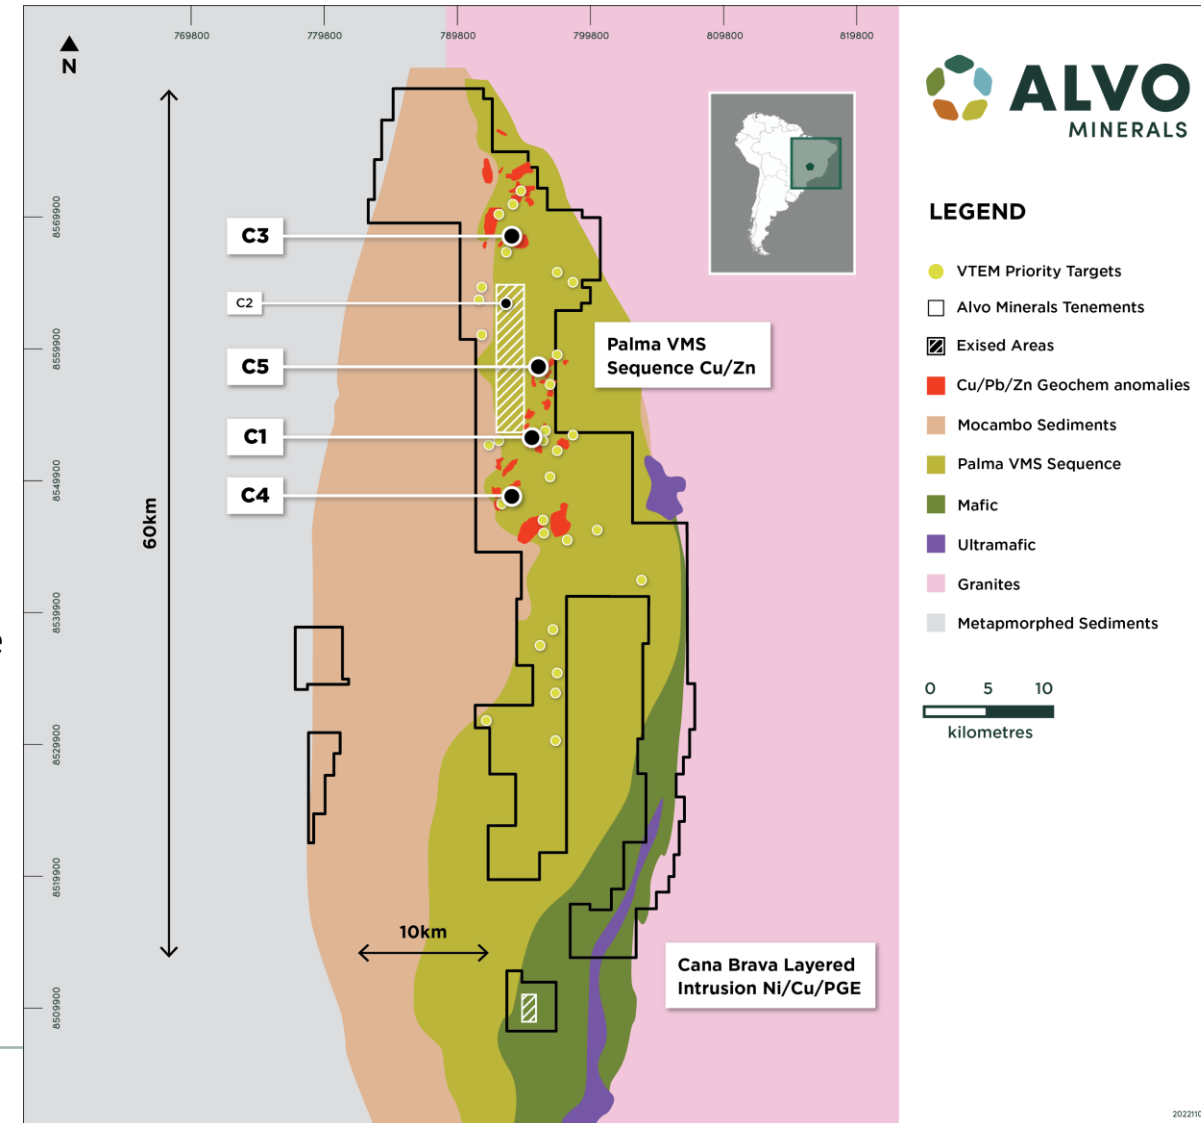 769800
779800
789800
799800
809800
819800
N
8569900
8559900
8549900
8539900
8529900
8519900
8509900
60km
10km
C3
C2
C5
C1
C4
Palma VMS
Sequence Cu/Zn
Cana Brava Layered
Intrusion Ni/Cu/PGE
ALVO
MINERALS
LEGEND
VTEM Priority Targets
Alvo Minerals Tenements
Exised Areas
Cu/Pb/Zn Geochem anomalies
Mocambo Sediments
Palma VMS Sequence
Mafic
Ultramafic
Granites
Metapmorphed Sediments
0 5 10
kilometres